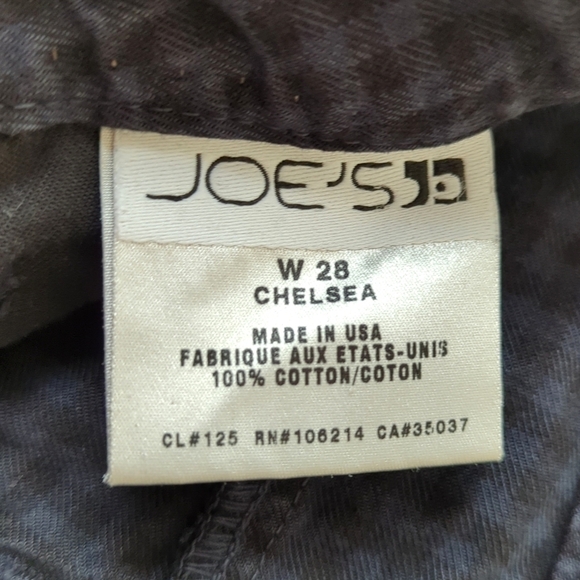 JOE'S
W 28
CHELSEA
MADE IN USA
FABRIQUE AUX ETATS-UNIS
100% COTTON/COTON
CL#125 RN#106214 CA#35037